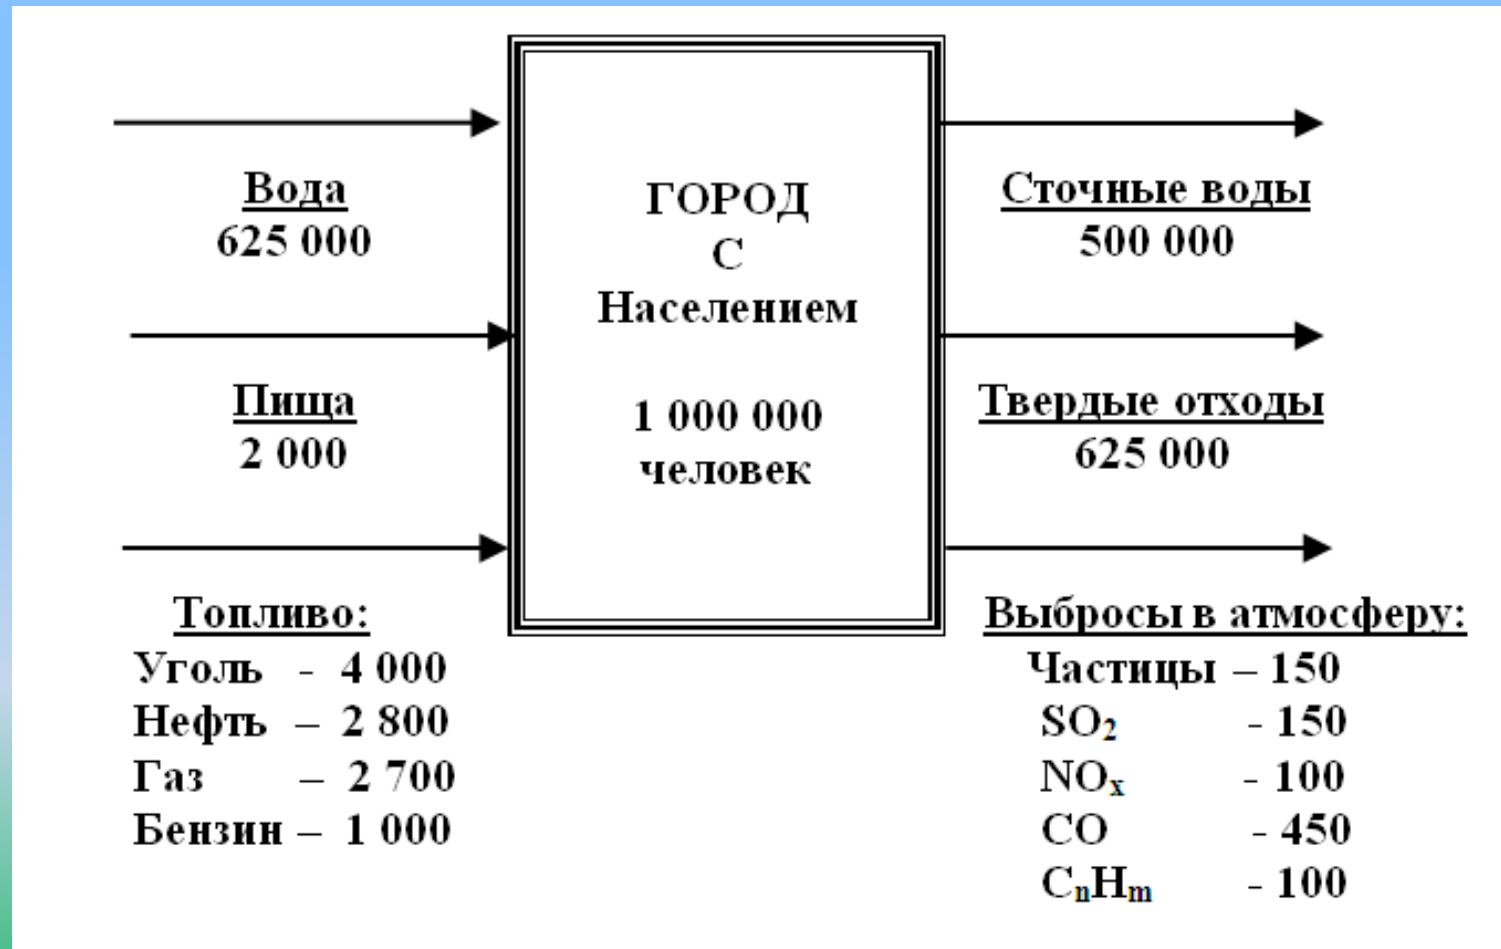 Вода
625 000
Пища
2 000
Топливо:
Уголь - 4 000
Нефть – 2 800
Газ – 2 700
Бензин – 1 000
ГОРОД
С
Населением
1 000 000
человек
Сточные воды
500 000
Твердые отходы
625 000
Выбросы в атмосферу:
Частицы – 150
SO₂ - 150
NOₓ - 100
CO - 450
CₙHₘ - 100